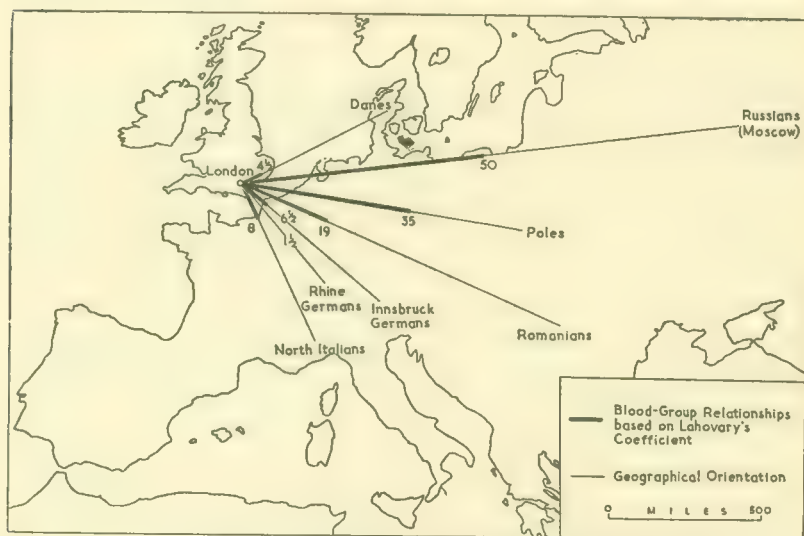 Danes
Russians
(Moscow)
London
4½
50
8
6½
1½
19
35
Poles
Rhine
Germans
Innsbruck
Germans
Romanians
North Italians
Blood-Group Relationships
based on Lahovary's
Coefficient
Geographical Orientation
0 MILES 500